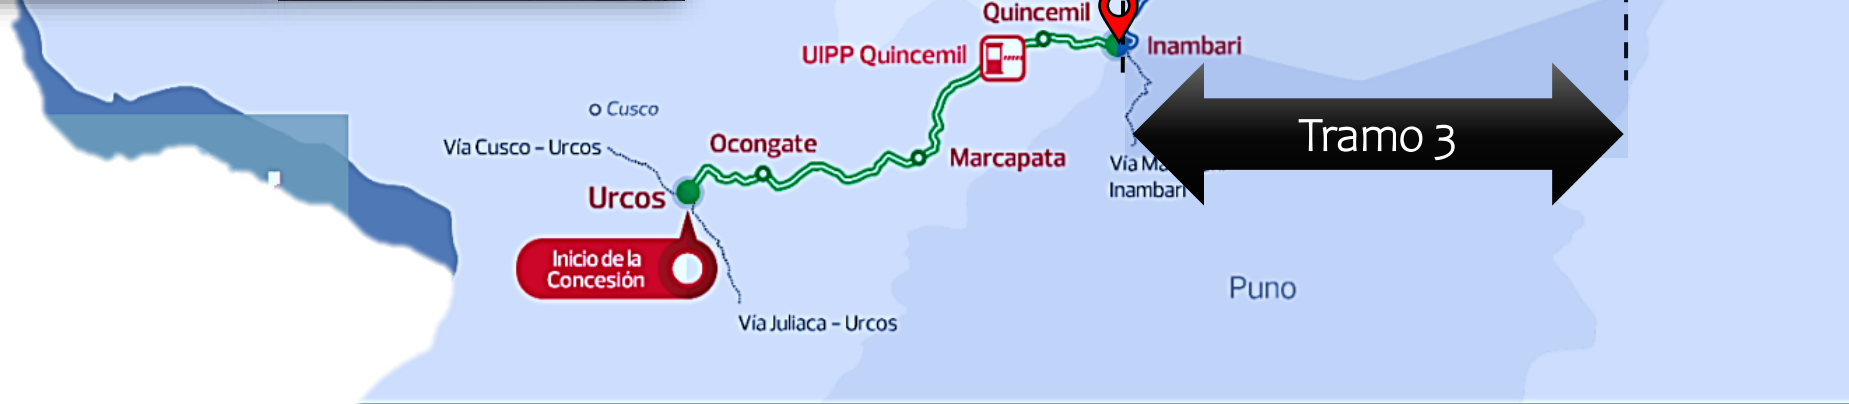 Quincemil
UIPP Quincemil
Inambari
Cusco
Vía Cusco – Urcos
Ocongate
Tramo 3
Marcapata
Vía
Inambari
Urcos
Inicio de la
Concesión
Puno
Vía Juliaca – Urcos